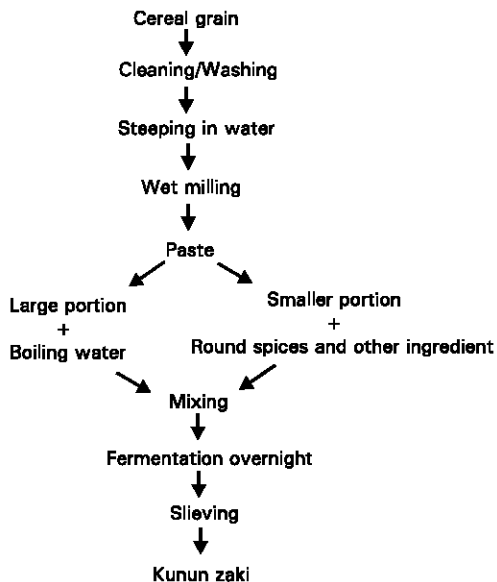 Cereal grain
Cleaning/Washing
Steeping in water
Wet milling
Paste
Large portion
+
Boiling water
Smaller portion
+
Round spices and other ingredient
Mixing
Fermentation overnight
Slieving
Kunun zaki